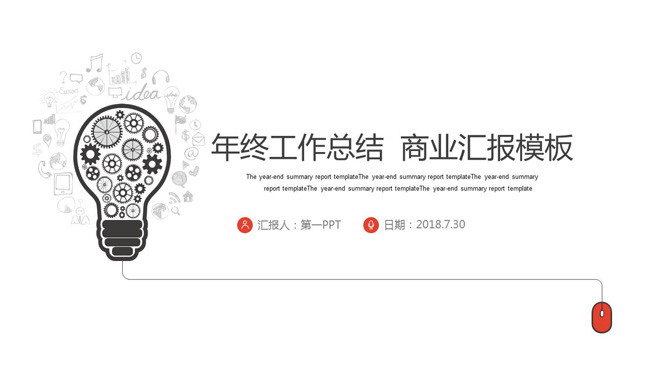 idea
年终工作总结 商业汇报模板
The year-end summary report templateThe year-end summary report templateThe year-end summary
report templateThe year-end summary report templateThe year-end summary report template
汇报人：第一PPT 日期：2018.7.30